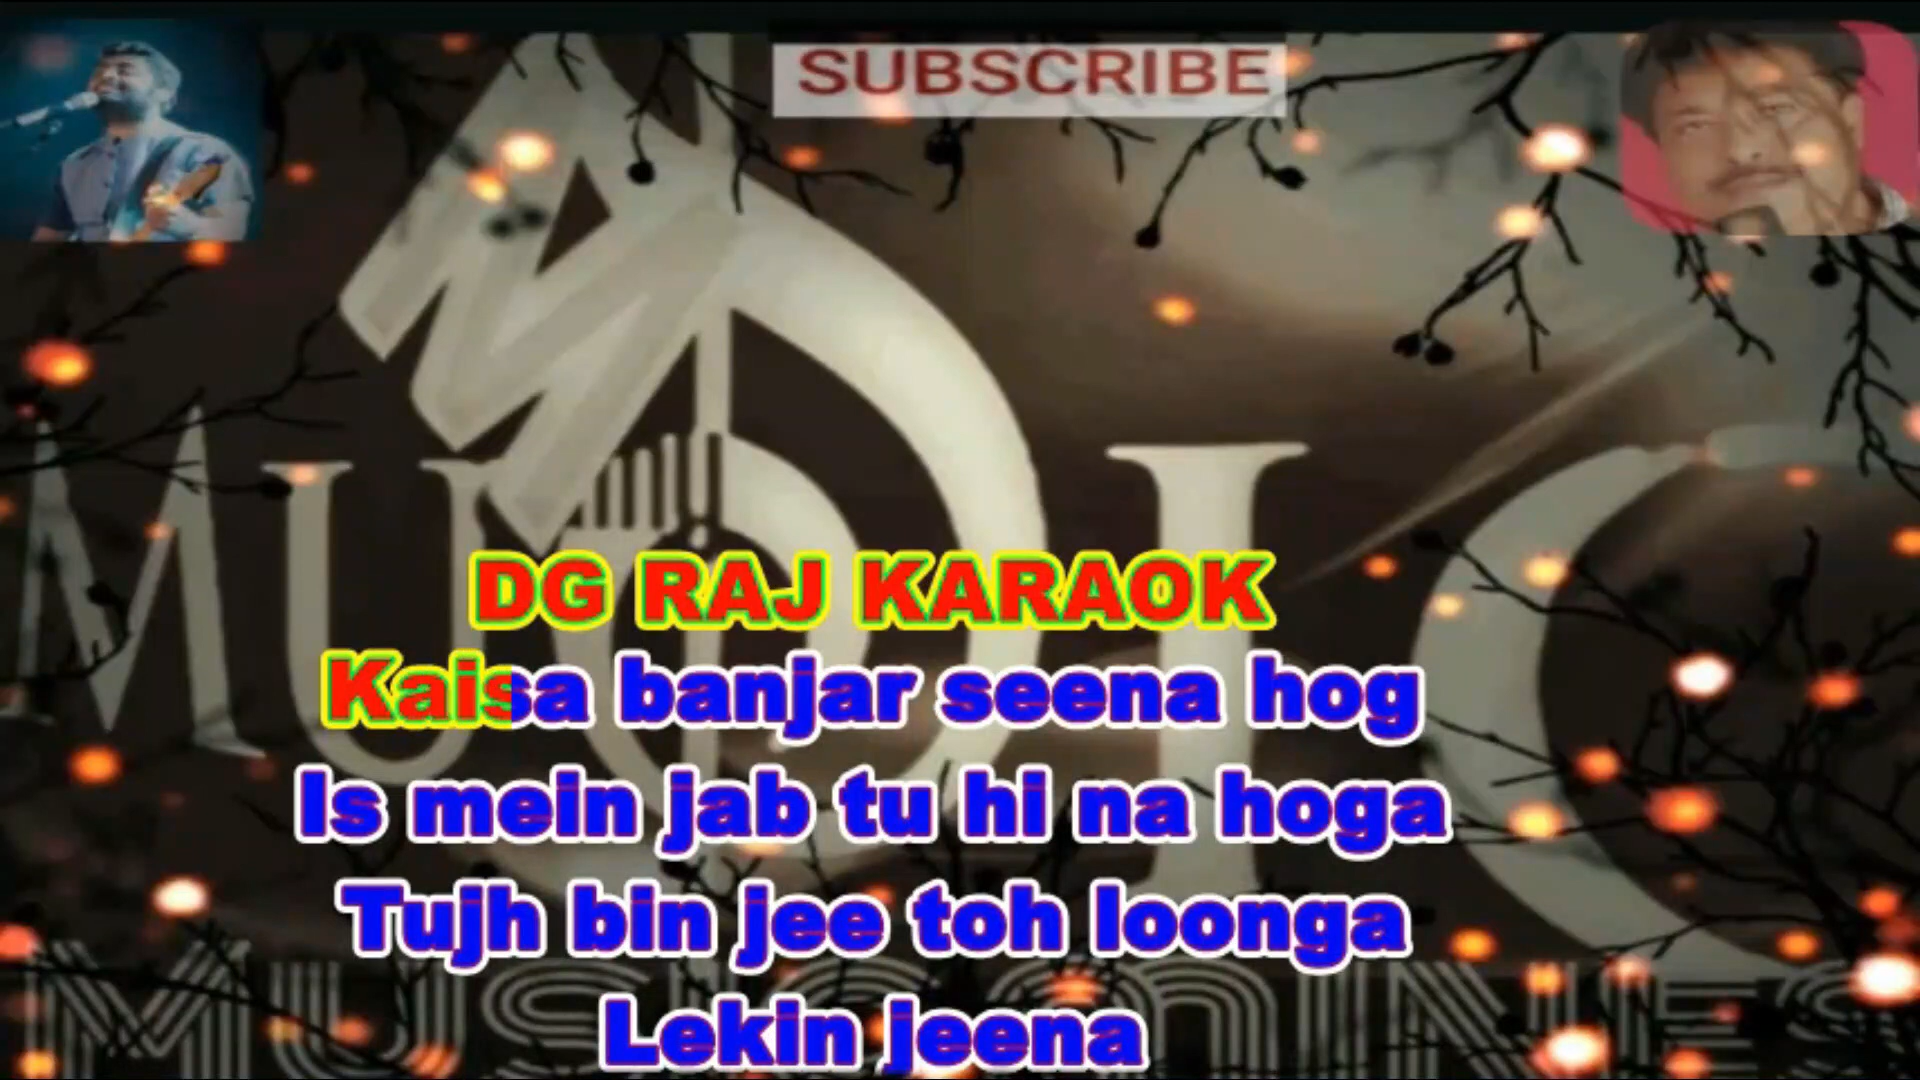 SUBSCRIBE
MUSIC
DG RAJ KARAOK
Kaisa banjar seena hog
Is mein jab tu hi na hoga
Tujh bin jee toh loonga
Lekin jeena